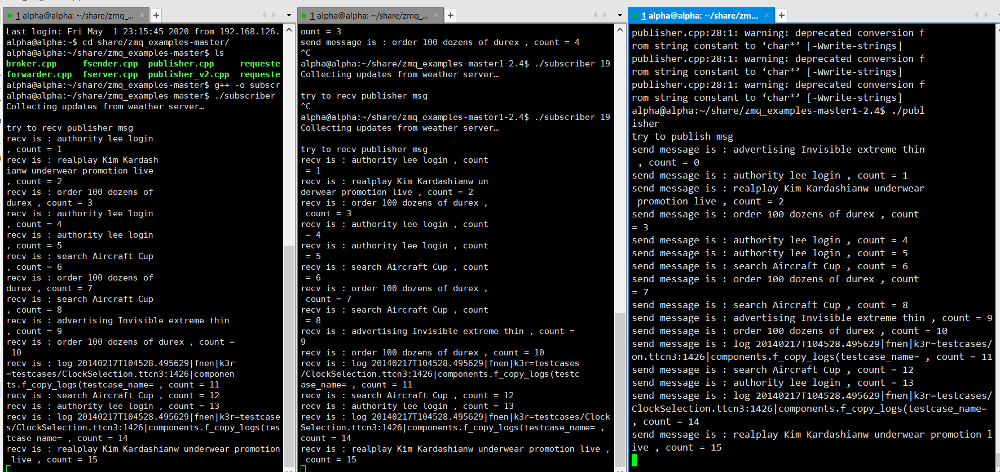 1 alpha@alpha: ~/share/zmq_...
Last login: Fri May  1 23:15:45 2020 from 192.168.126.
alpha@alpha:~$ cd share/zmq_examples-master/
alpha@alpha:~/share/zmq_examples-master$ ls
broker.cpp     fsender.cpp  publisher.cpp     requeste
forwarder.cpp  fserver.cpp  publisher_v2.cpp  requeste
alpha@alpha:~/share/zmq_examples-master$ g++ -o subscr
alpha@alpha:~/share/zmq_examples-master$ ./subscriber
Collecting updates from weather server…
try to recv publisher msg
recv is : authority lee login
, count = 1
recv is : realplay Kim Kardash
ianw underwear promotion live
, count = 2
recv is : order 100 dozens of
durex , count = 3
recv is : authority lee login
, count = 4
recv is : authority lee login
, count = 5
recv is : search Aircraft Cup
, count = 6
recv is : order 100 dozens of
durex , count = 7
recv is : search Aircraft Cup
, count = 8
recv is : advertising Invisible extreme thin
, count = 9
recv is : order 100 dozens of durex , count =
 10
recv is : log 20140217T104528.495629|fnen|k3r
=testcases/ClockSelection.ttcn3:1426|componen
ts.f_copy_logs(testcase_name= , count = 11
recv is : search Aircraft Cup , count = 12
recv is : authority lee login , count = 13
recv is : log 20140217T104528.495629|fnen|k3r=testcase
s/ClockSelection.ttcn3:1426|components.f_copy_logs(tes
tcase_name= , count = 14
recv is : realplay Kim Kardashianw underwear promotion
 live , count = 15
1 alpha@alpha: ~/share/zmq_...
ount = 3
send message is : order 100 dozens of durex , count = 4
^C
alpha@alpha:~/share/zmq_examples-master1-2.4$ ./subscriber 19
Collecting updates from weather server…
try to recv publisher msg
^C
alpha@alpha:~/share/zmq_examples-master1-2.4$ ./subscriber 19
Collecting updates from weather server…
try to recv publisher msg
recv is : authority lee login , count
 = 1
recv is : realplay Kim Kardashianw un
derwear promotion live , count = 2
recv is : order 100 dozens of durex ,
 count = 3
recv is : authority lee login , count
 = 4
recv is : authority lee login , count
 = 5
recv is : search Aircraft Cup , count
 = 6
recv is : order 100 dozens of durex ,
 count = 7
recv is : search Aircraft Cup , count
 = 8
recv is : advertising Invisible extreme thin , count =
9
recv is : order 100 dozens of durex , count = 10
recv is : log 20140217T104528.495629|fnen|k3r=testcases
/ClockSelection.ttcn3:1426|components.f_copy_logs(testc
ase_name= , count = 11
recv is : search Aircraft Cup , count = 12
recv is : authority lee login , count = 13
recv is : log 20140217T104528.495629|fnen|k3r=testcases/Clock
Selection.ttcn3:1426|components.f_copy_logs(testcase_name= ,
count = 14
recv is : realplay Kim Kardashianw underwear promotion live ,
 count = 15
1 alpha@alpha: ~/share/zm...
publisher.cpp:28:1: warning: deprecated conversion f
rom string constant to ‘char*’ [-Wwrite-strings]
publisher.cpp:28:1: warning: deprecated conversion f
rom string constant to ‘char*’ [-Wwrite-strings]
publisher.cpp:28:1: warning: deprecated conversion f
rom string constant to ‘char*’ [-Wwrite-strings]
alpha@alpha:~/share/zmq_examples-master1-2.4$ ./publ
isher
try to publish msg
send message is : advertising Invisible extreme thin
 , count = 0
send message is : authority lee login , count = 1
send message is : realplay Kim Kardashianw underwear
 promotion live , count = 2
send message is : order 100 dozens of durex , count
= 3
send message is : authority lee login , count = 4
send message is : authority lee login , count = 5
send message is : search Aircraft Cup , count = 6
send message is : order 100 dozens of durex , count
= 7
send message is : search Aircraft Cup , count = 8
send message is : advertising Invisible extreme thin , count = 9
send message is : order 100 dozens of durex , count = 10
send message is : log 20140217T104528.495629|fnen|k3r=testcases/
on.ttcn3:1426|components.f_copy_logs(testcase_name= , count = 11
send message is : search Aircraft Cup , count = 12
send message is : authority lee login , count = 13
send message is : log 20140217T104528.495629|fnen|k3r=testcases/
ClockSelection.ttcn3:1426|components.f_copy_logs(testcase_name=
, count = 14
send message is : realplay Kim Kardashianw underwear promotion l
ive , count = 15